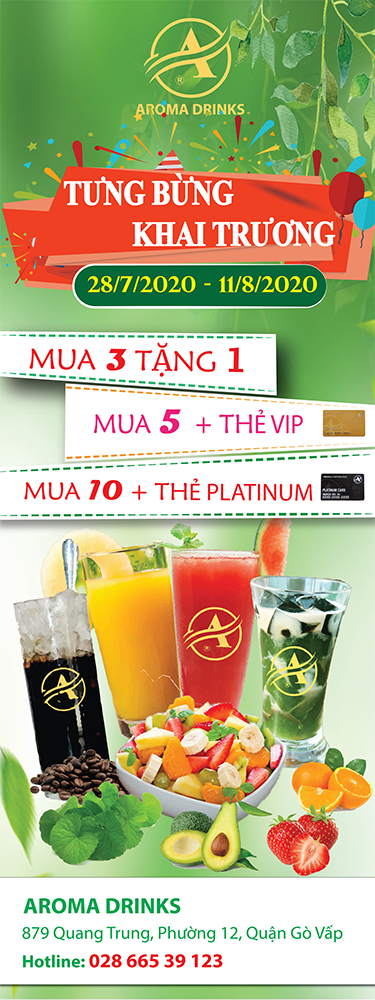 A
®
AROMA DRINKS
TƯNG BỪNG
KHAI TRƯƠNG
28/7/2020 - 11/8/2020
MUA 3 TẶNG 1
MUA 5 + THẺ VIP
MUA 10 + THẺ PLATINUM
PLATINUM CARD
A
A
A
AROMA DRINKS
879 Quang Trung, Phường 12, Quận Gò Vấp
Hotline: 028 665 39 123